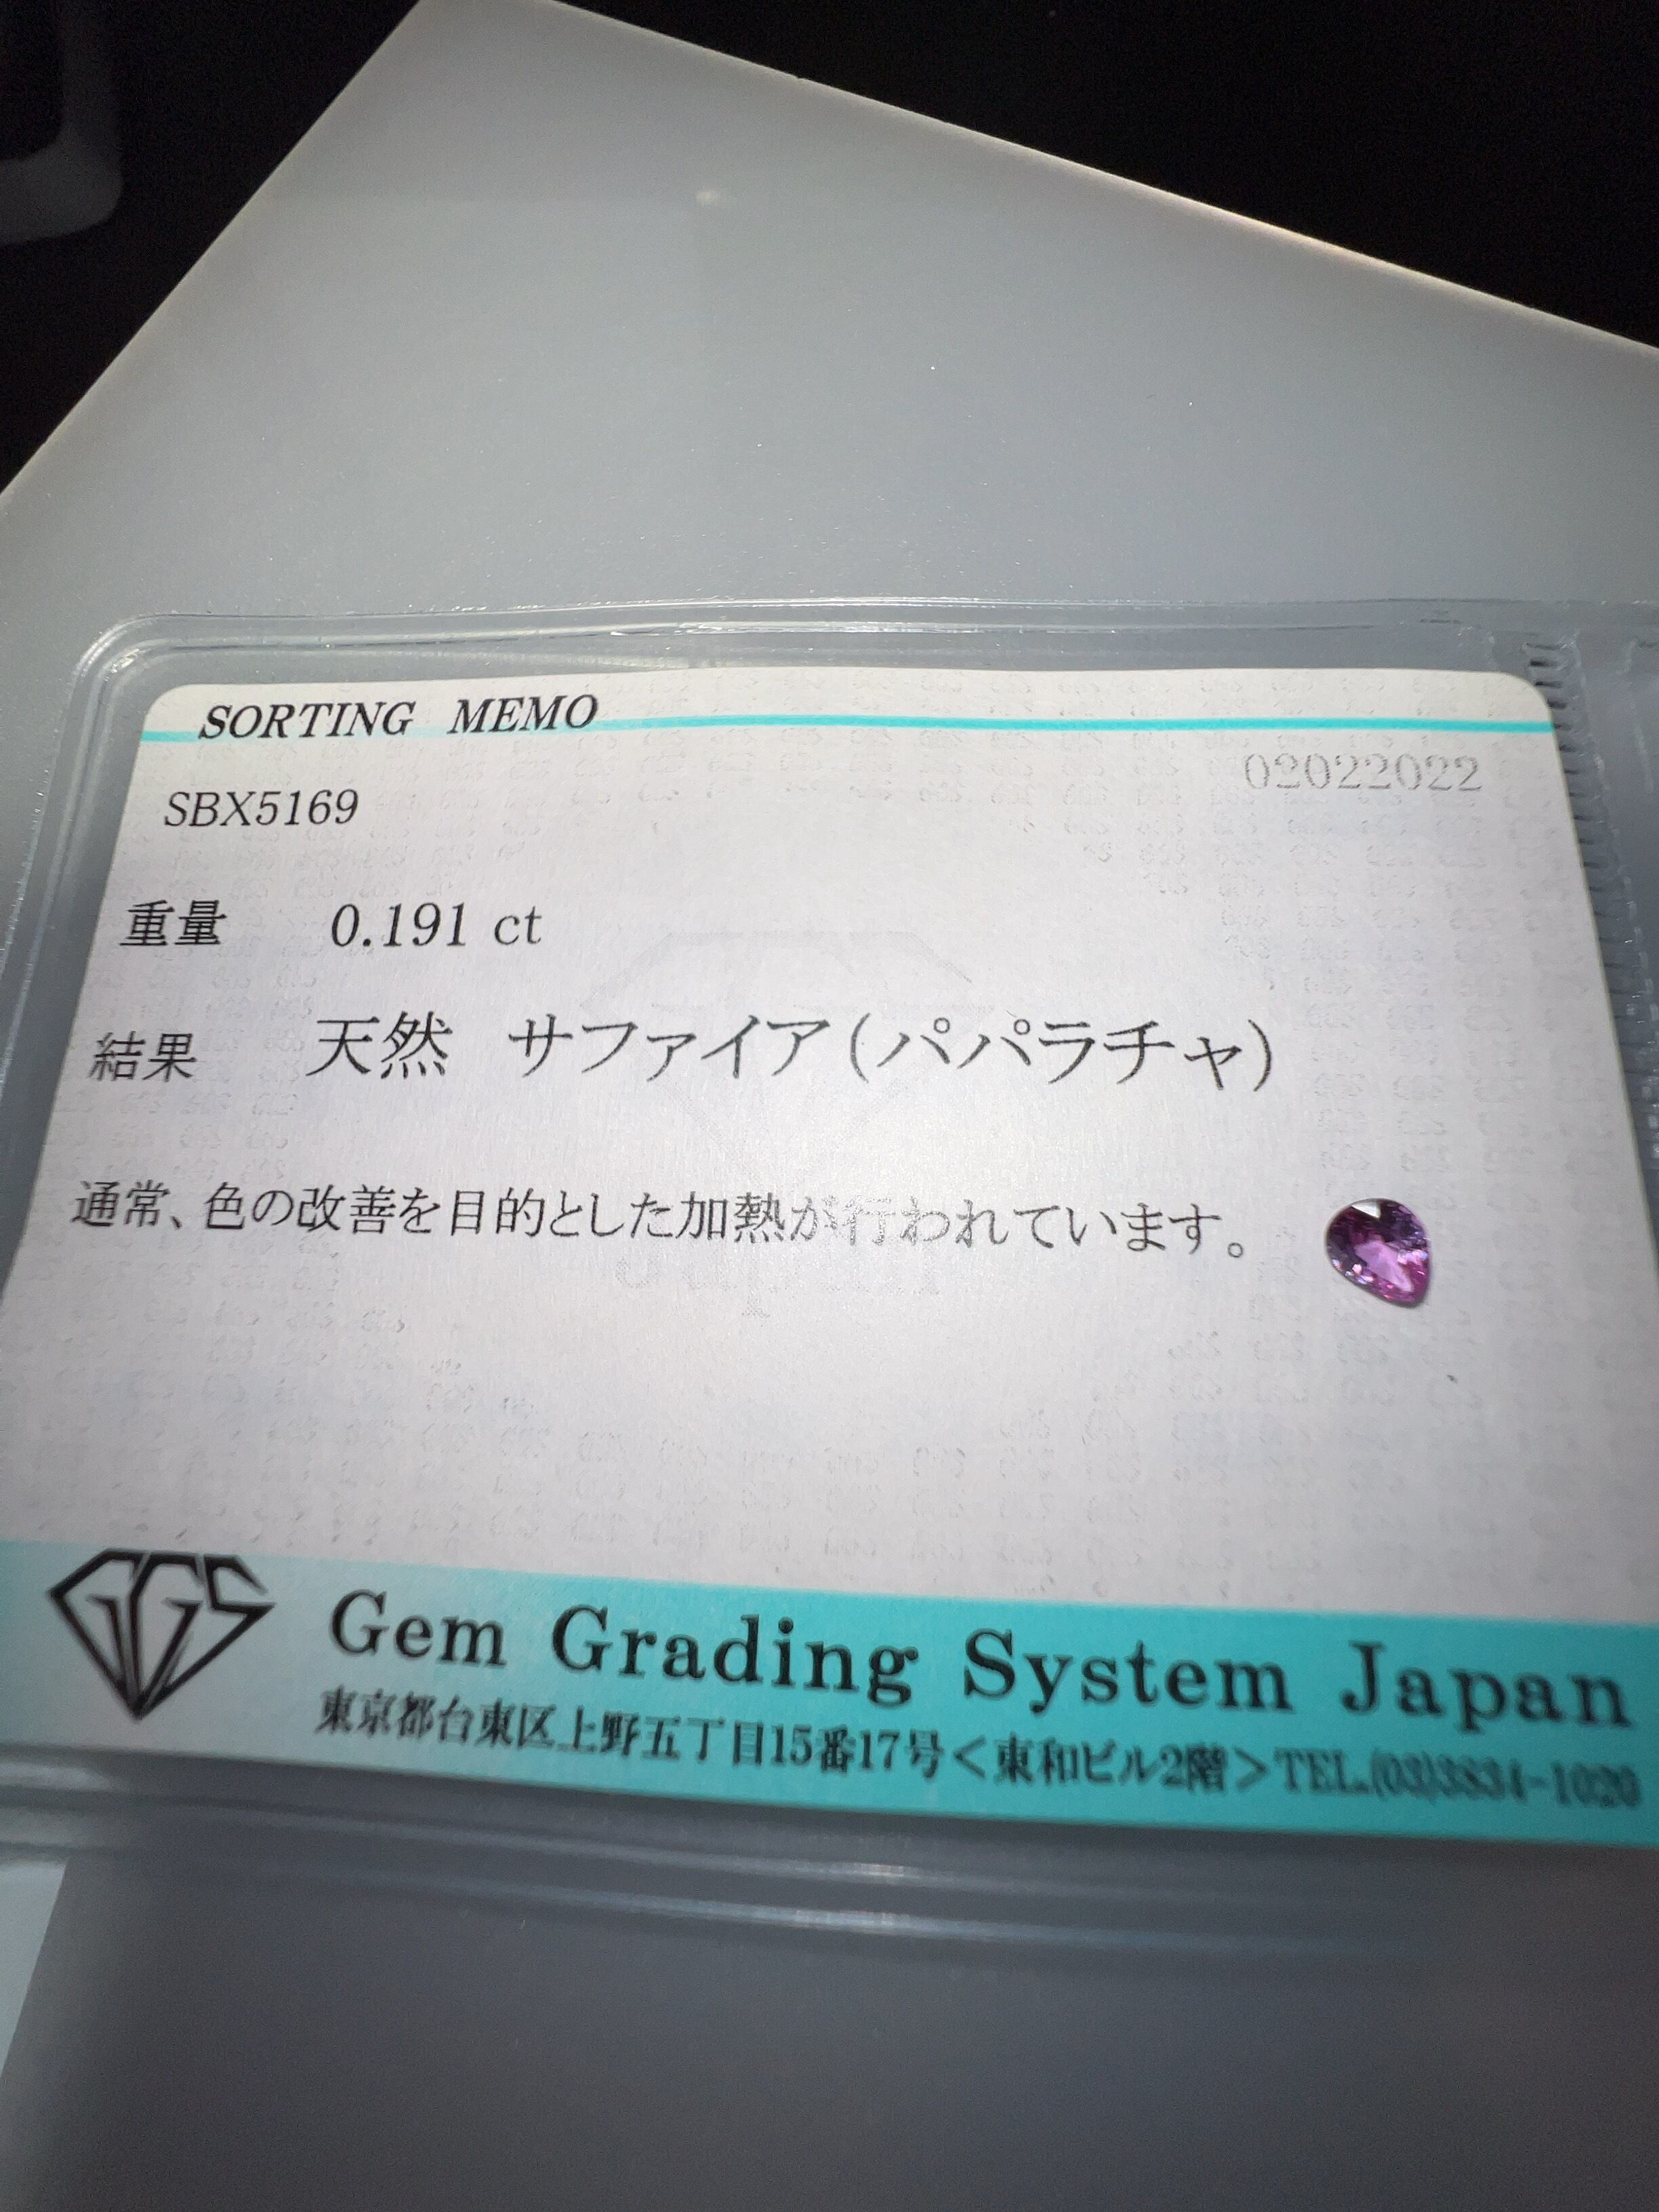 SORTING MEMO
02022022
SBX5169
重量 0.191 ct
結果 天然 サファイア(パパラチャ)
通常、色の改善を目的とした加熱が行われています。
GGS
Gem Grading System Japan
東京都台東区上野五丁目15番17号<東和ビル2階>TEL.(03)3834-1020